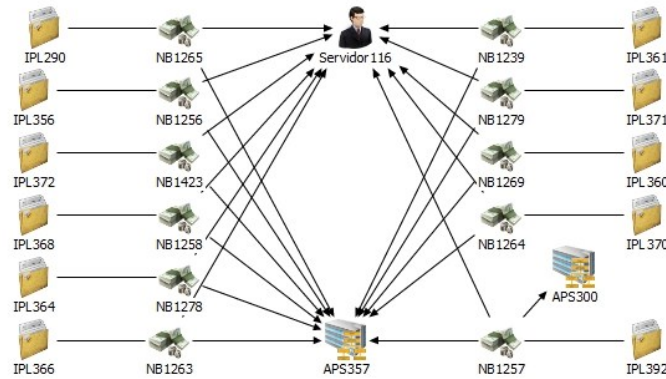 IPL290 NB1265 Servidor116 NB1239 IPL361
IPL356 NB1256 NB1279 IPL371
IPL372 NB1423 NB1269 IPL360
IPL368 NB1258 NB1264 IPL370
IPL364 NB1278 APS300
IPL366 NB1263 APS357 NB1257 IPL392